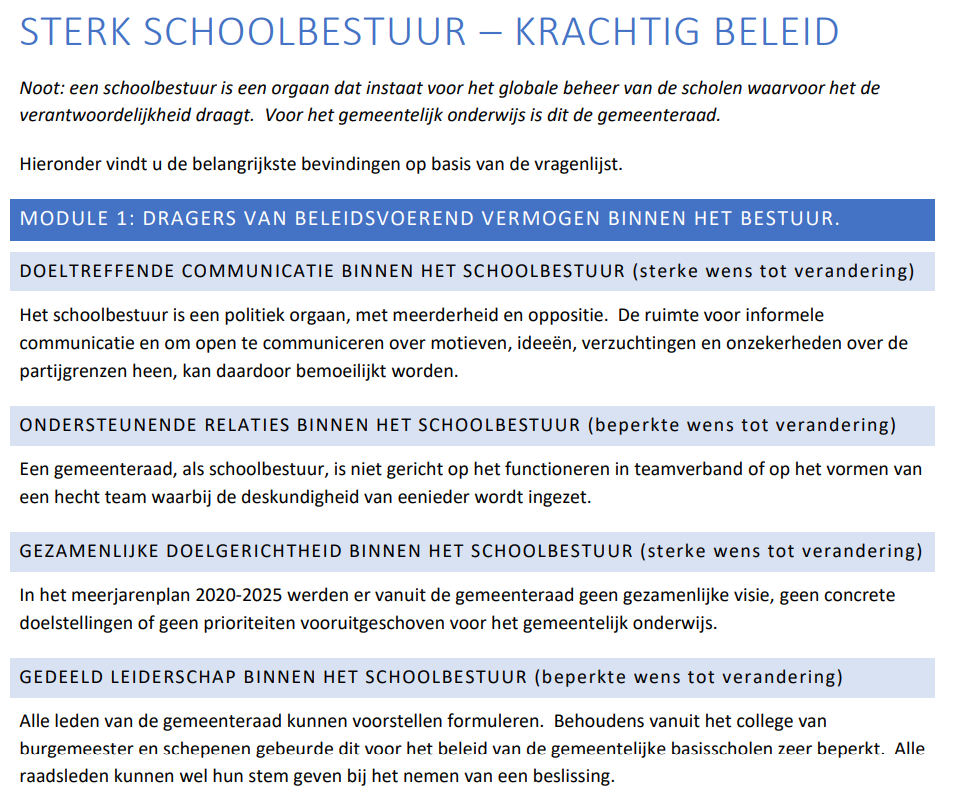 STERK SCHOOLBESTUUR – KRACHTIG BELEID
Noot: een schoolbestuur is een orgaan dat instaat voor het globale beheer van de scholen waarvoor het de
verantwoordelijkheid draagt.  Voor het gemeentelijk onderwijs is dit de gemeenteraad.
Hieronder vindt u de belangrijkste bevindingen op basis van de vragenlijst.
MODULE 1: DRAGERS VAN BELEIDSVOEREND VERMOGEN BINNEN HET BESTUUR.
DOELTREFFENDE COMMUNICATIE BINNEN HET SCHOOLBESTUUR (sterke wens tot verandering)
Het schoolbestuur is een politiek orgaan, met meerderheid en oppositie.  De ruimte voor informele
communicatie en om open te communiceren over motieven, ideeën, verzuchtingen en onzekerheden over de
partijgrenzen heen, kan daardoor bemoeilijkt worden.
ONDERSTEUNENDE RELATIES BINNEN HET SCHOOLBESTUUR (beperkte wens tot verandering)
Een gemeenteraad, als schoolbestuur, is niet gericht op het functioneren in teamverband of op het vormen van
een hecht team waarbij de deskundigheid van eenieder wordt ingezet.
GEZAMENLIJKE DOELGERICHTHEID BINNEN HET SCHOOLBESTUUR (sterke wens tot verandering)
In het meerjarenplan 2020-2025 werden er vanuit de gemeenteraad geen gezamenlijke visie, geen concrete
doelstellingen of geen prioriteiten vooruitgeschoven voor het gemeentelijk onderwijs.
GEDEELD LEIDERSCHAP BINNEN HET SCHOOLBESTUUR (beperkte wens tot verandering)
Alle leden van de gemeenteraad kunnen voorstellen formuleren.  Behoudens vanuit het college van
burgemeester en schepenen gebeurde dit voor het beleid van de gemeentelijke basisscholen zeer beperkt.  Alle
raadsleden kunnen wel hun stem geven bij het nemen van een beslissing.